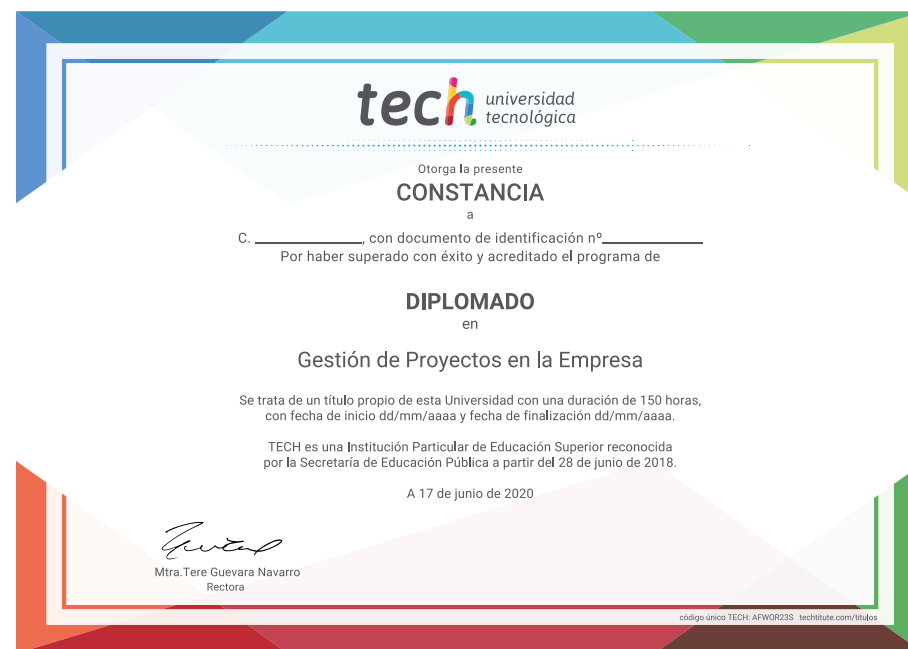 tech universidad
tecnológica
Otorga la presente
CONSTANCIA
a
C. ____________, con documento de identificación nº____________
Por haber superado con éxito y acreditado el programa de
DIPLOMADO
en
Gestión de Proyectos en la Empresa
Se trata de un título propio de esta Universidad con una duración de 150 horas,
con fecha de inicio dd/mm/aaaa y fecha de finalización dd/mm/aaaa.
TECH es una Institución Particular de Educación Superior reconocida
por la Secretaría de Educación Pública a partir del 28 de junio de 2018.
A 17 de junio de 2020
Mtra.Tere Guevara Navarro
Rectora
código único TECH: AFWOR23S techtitute.com/titulos